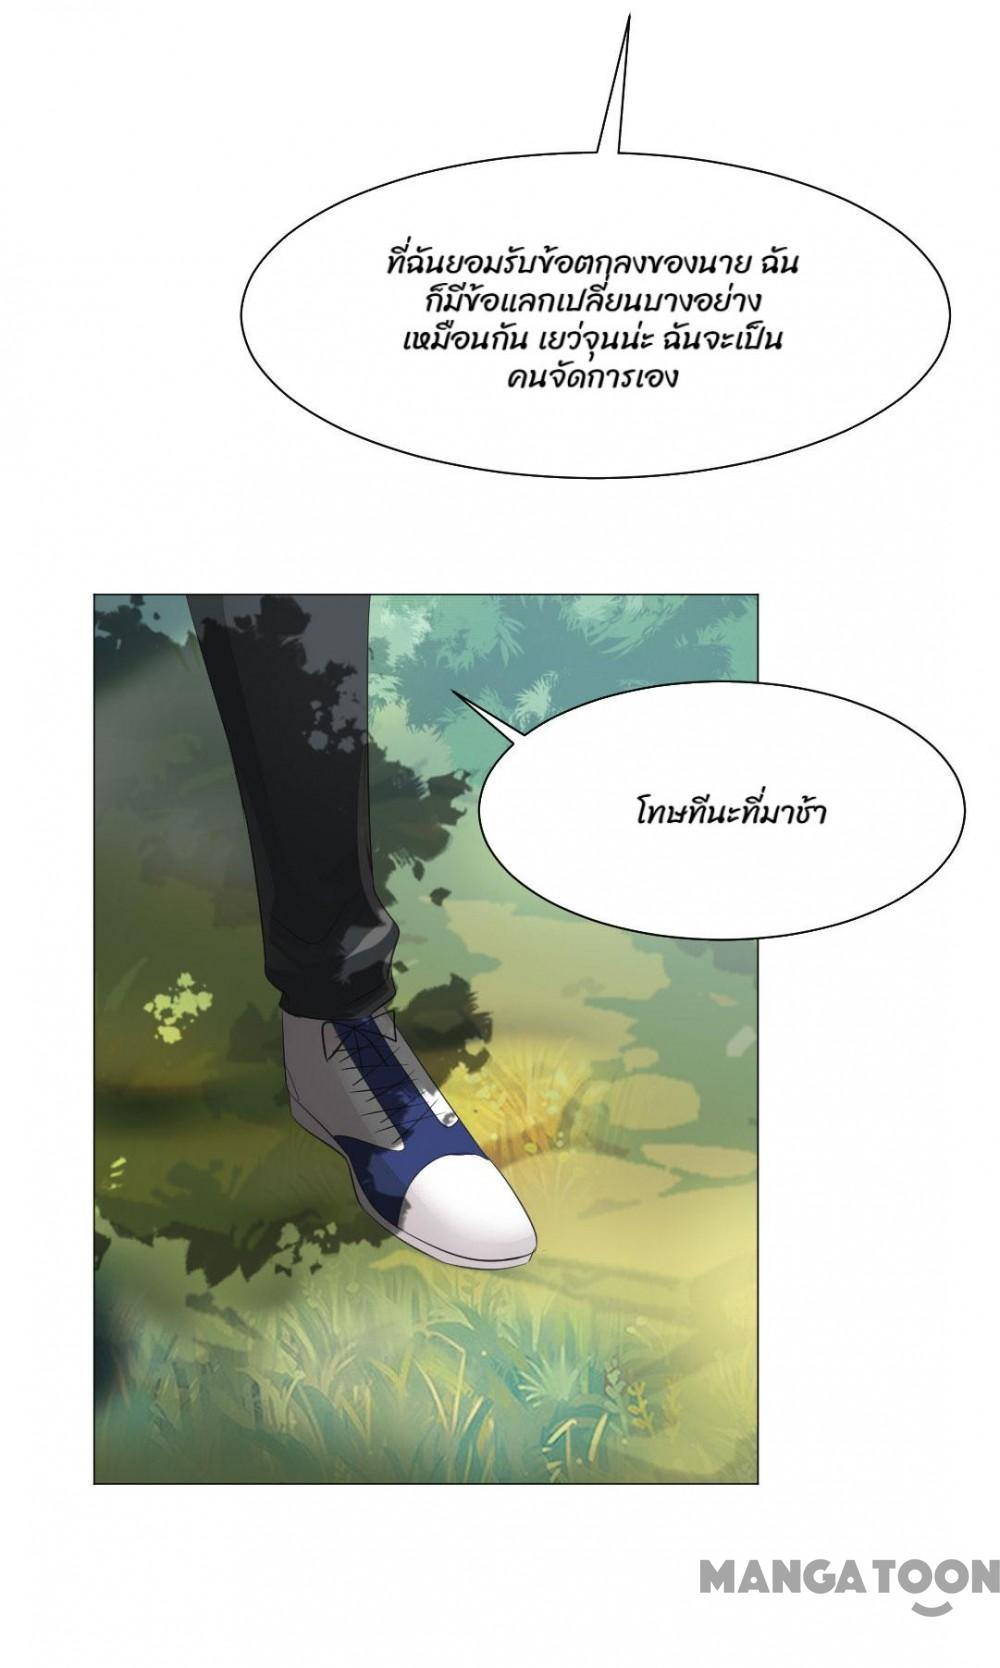 ที่ฉันยอมรับข้อตกลงของนาย ฉัน
ก็มีข้อแลกเปลี่ยนบางอย่าง
เหมือนกัน เยว่จุนน่ะ ฉันจะเป็น
คนจัดการเอง
โทษทีนะที่มาช้า
MANGATOON